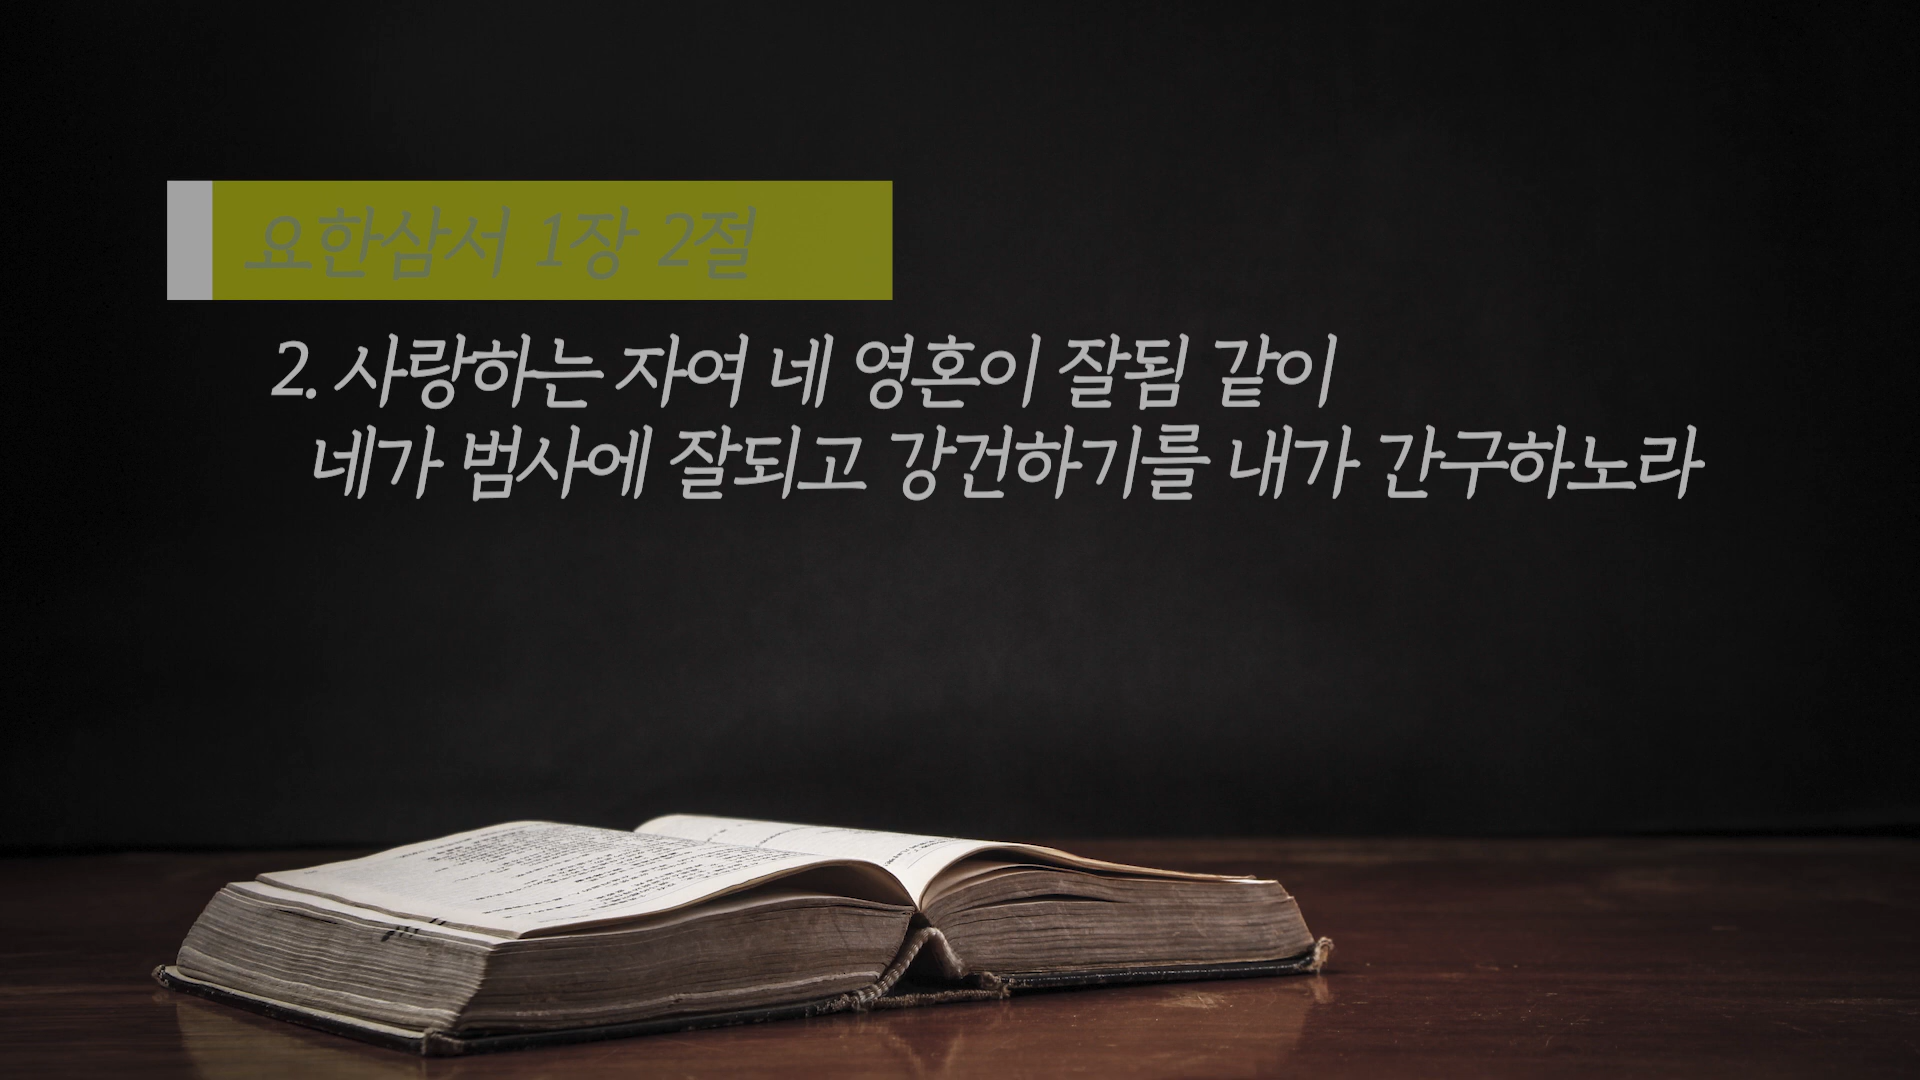 요한삼서 1장 2절
2. 사랑하는 자여 네 영혼이 잘됨 같이
네가 범사에 잘되고 강건하기를 내가 간구하노라